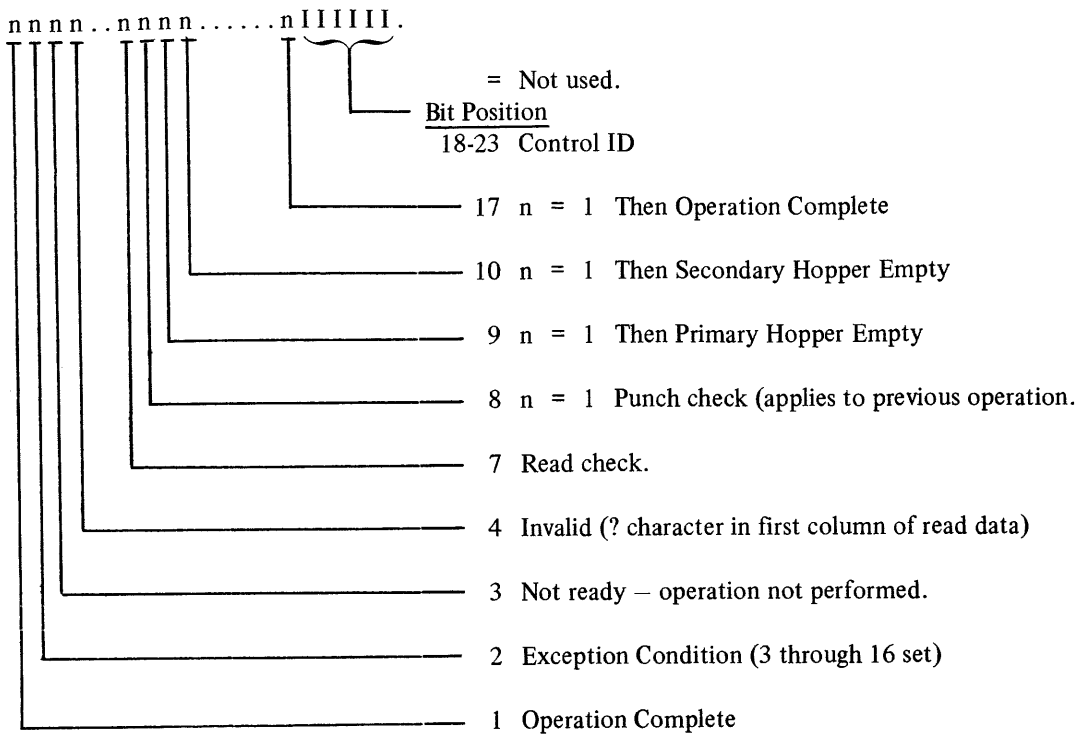 n n n n . . n n n n . . . . . . n I I I I I I .
= Not used.
Bit Position
18-23 Control ID
17 n = 1 Then Operation Complete
10 n = 1 Then Secondary Hopper Empty
9 n = 1 Then Primary Hopper Empty
8 n = 1 Punch check (applies to previous operation.
7 Read check.
4 Invalid (? character in first column of read data)
3 Not ready — operation not performed.
2 Exception Condition (3 through 16 set)
1 Operation Complete